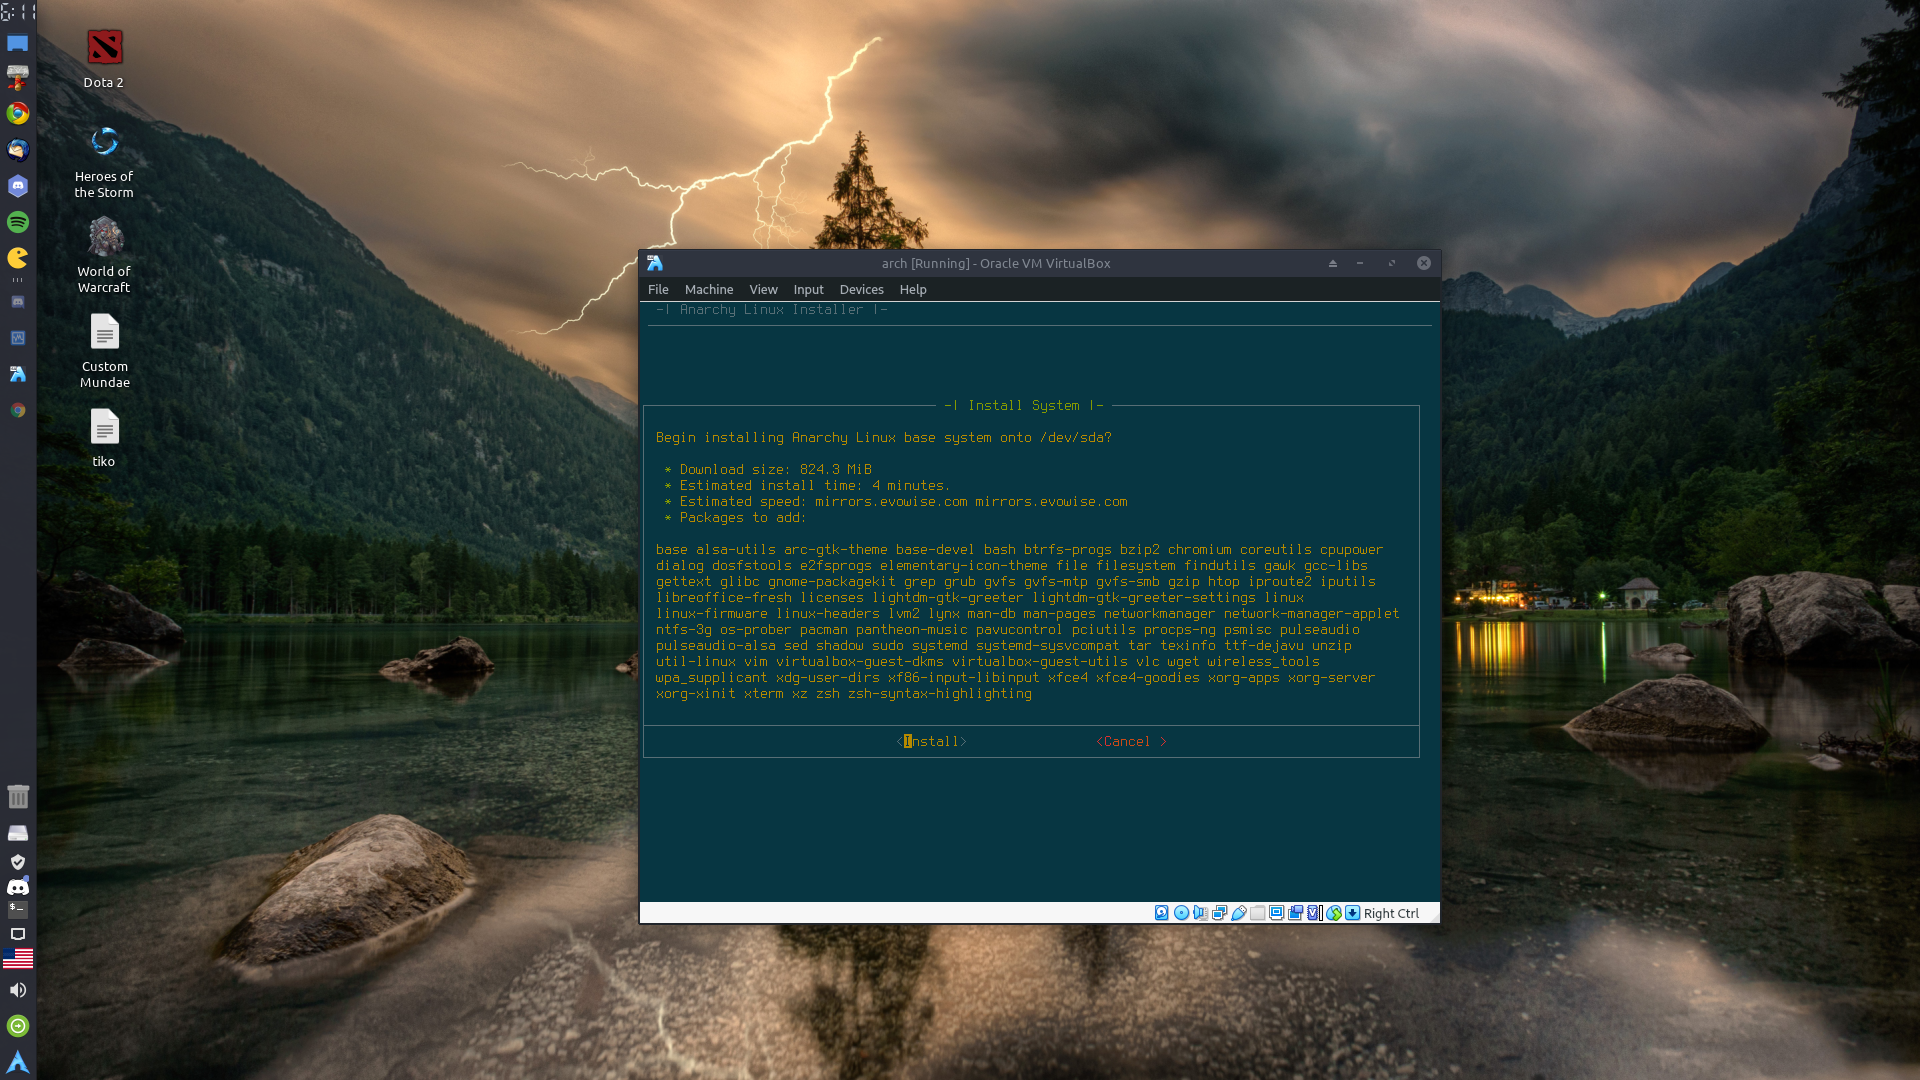 6:11
Dota 2
Heroes of
the Storm
World of
Warcraft
Custom
Mundae
tiko
arch [Running] - Oracle VM VirtualBox
File Machine View Input Devices Help
-| Anarchy Linux Installer |-
-| Install System |-
Begin installing Anarchy Linux base system onto /dev/sda?
* Download size: 824.3 MiB
* Estimated install time: 4 minutes.
* Estimated speed: mirrors.evowise.com mirrors.evowise.com
* Packages to add:
base alsa-utils arc-gtk-theme base-devel bash btrfs-progs bzip2 chromium coreutils cpupower
dialog dosfstools e2fsprogs elementary-icon-theme file filesystem findutils gawk gcc-libs
gettext glibc gnome-packagekit grep grub gvfs gvfs-mtp gvfs-smb gzip htop iproute2 iputils
libreoffice-fresh licenses lightdm-gtk-greeter lightdm-gtk-greeter-settings linux
linux-firmware linux-headers lvm2 lynx man-db man-pages networkmanager network-manager-applet
ntfs-3g os-prober pacman pantheon-music pavucontrol pciutils procps-ng psmisc pulseaudio
pulseaudio-alsa sed shadow sudo systemd systemd-sysvcompat tar texinfo ttf-dejavu unzip
util-linux vim virtualbox-guest-dkms virtualbox-guest-utils vlc wget wireless_tools
wpa_supplicant xdg-user-dirs xf86-input-libinput xfce4 xfce4-goodies xorg-apps xorg-server
xorg-xinit xterm xz zsh zsh-syntax-highlighting
<Install> <Cancel >
Right Ctrl